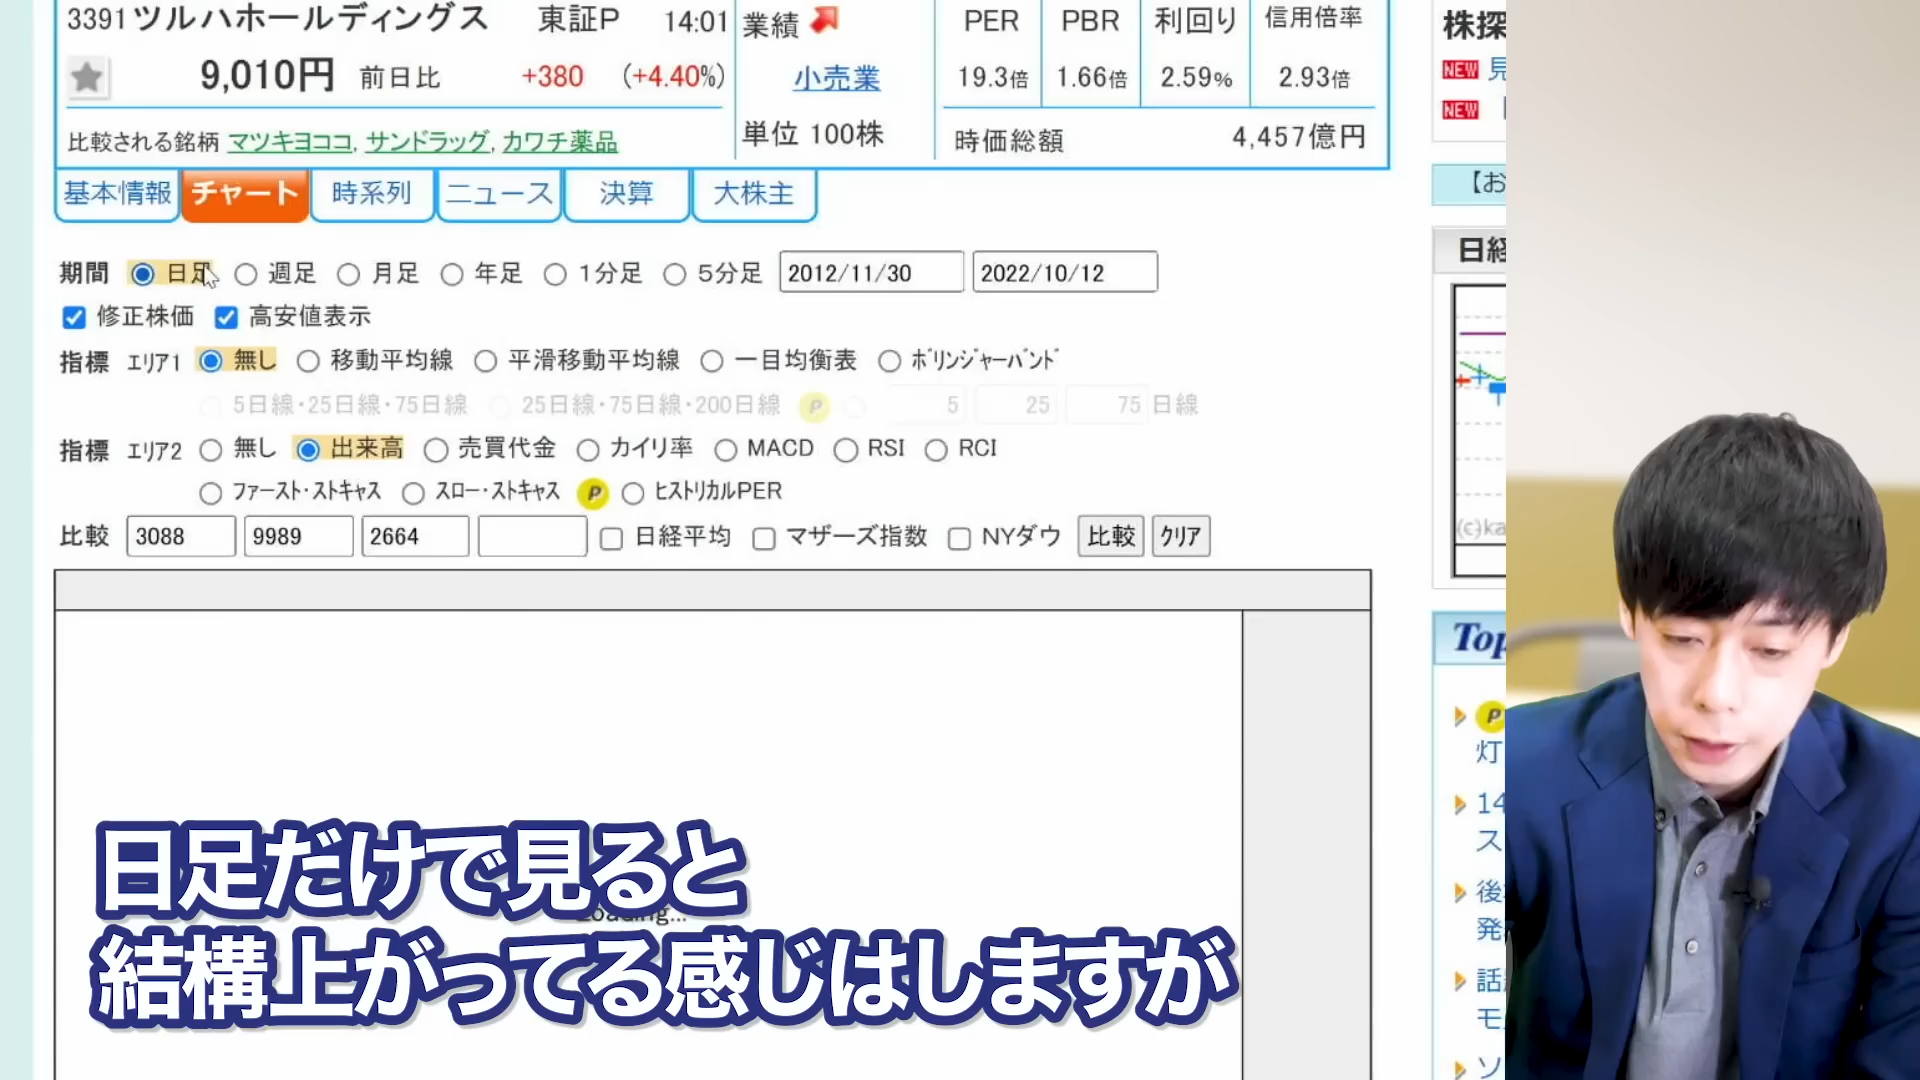 3391 ツルハホールディングス 東証P 14:01
9,010円 前日比 +380 (+4.40%)
比較される銘柄 マツキヨココ, サンドラッグ, カワチ薬品
業績
小売業
単位 100株
PER PBR 利回り 信用倍率
19.3倍 1.66倍 2.59% 2.93倍
時価総額 4,457億円
基本情報 チャート 時系列 ニュース 決算 大株主
期間 日足 週足 月足 年足 1分足 5分足 2012/11/30 2022/10/12
修正株価 高安値表示
指標 エリア1 無し 移動平均線 平滑移動平均線 一目均衡表 ボリンジャーバンド
5日線・25日線・75日線 25日線・75日線・200日線 P 5 25 75 日線
指標 エリア2 無し 出来高 売買代金 カイリ率 MACD RSI RCI
ファースト・ストキャス スロー・ストキャス P ヒストリカルPER
比較 3088 9989 2664 日経平均 マザーズ指数 NYダウ 比較 クリア
Loading...
日足だけで見ると
結構上がってる感じはしますが
株探
NEW 見
NEW
【お
日経
(c)ka
Top
P
灯
14
ス
後
発
話
モ
ソ